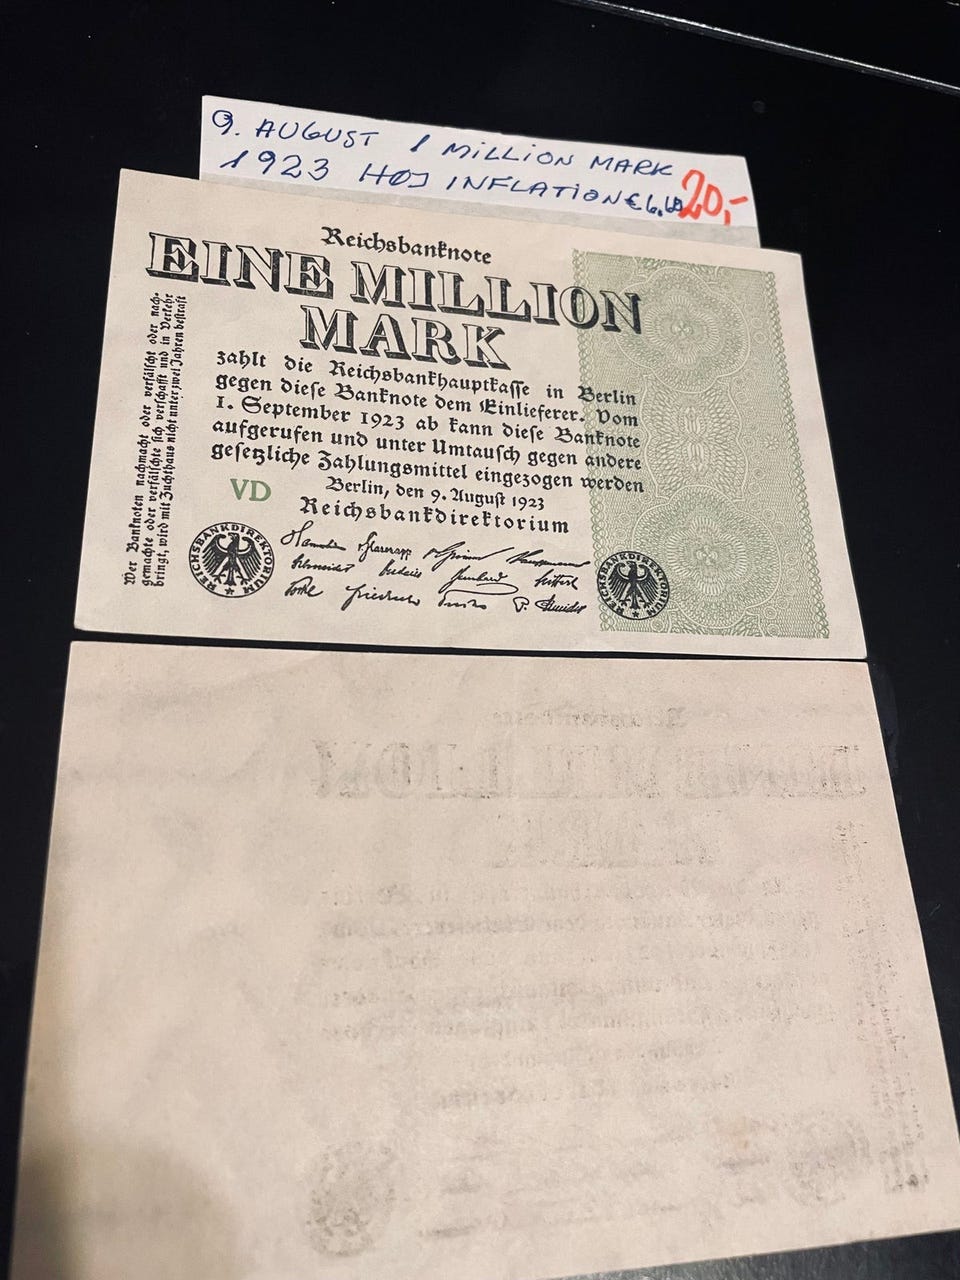 9. AUGUST 1 MILLION MARK
1923 HØJ INFLATION € 20,-
Reichsbanknote
EINE MILLION
MARK
zahlt die Reichsbankhauptkasse in Berlin
gegen diese Banknote dem Einlieferer. Vom
1. September 1923 ab kann diese Banknote
aufgerufen und unter Umtausch gegen andere
gesetzliche Zahlungsmittel eingezogen werden
Berlin, den 9. August 1923
Reichsbankdirektorium
VD
Wer Banknoten nachmacht oder verfälscht oder nach-
gemachte oder verfälschte sich verschafft und in Verkehr
bringt, wird mit Zuchthaus nicht unter zwei Jahren bestraft
REICHSBANKDIREKTORIUM
REICHSBANKDIREKTORIUM